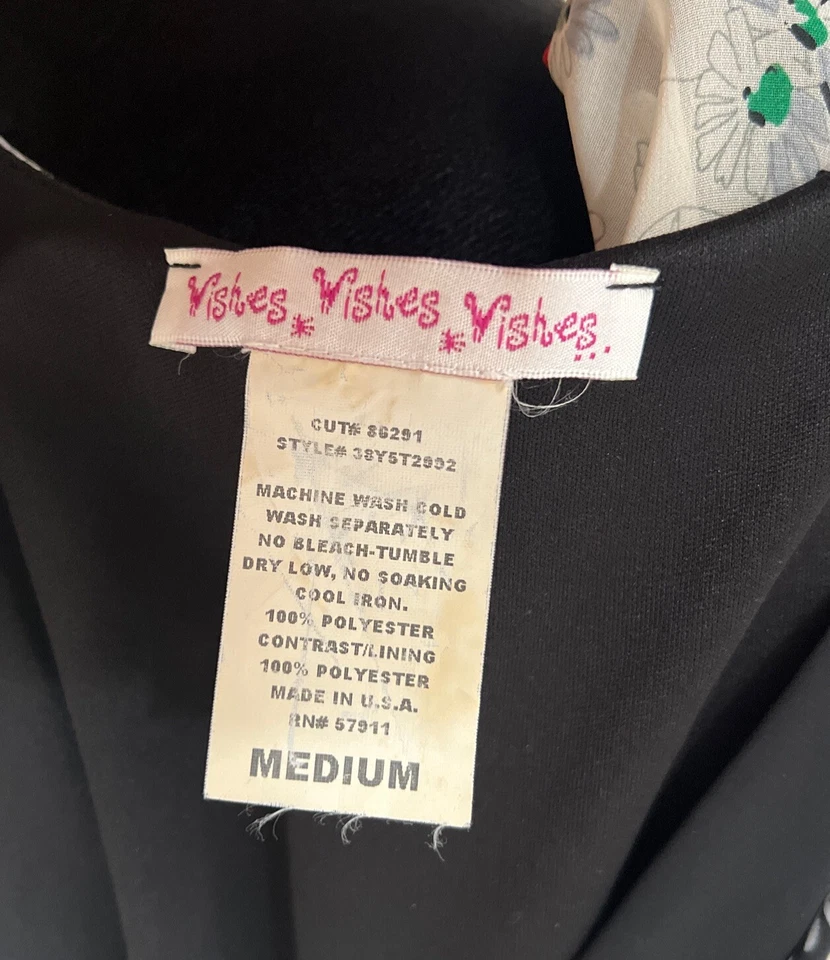 Wishes * Wishes * Wishes...
CUT# 86291
STYLE# 38Y5T2992
MACHINE WASH COLD
WASH SEPARATELY
NO BLEACH-TUMBLE
DRY LOW, NO SOAKING
COOL IRON.
100% POLYESTER
CONTRAST/LINING
100% POLYESTER
MADE IN U.S.A.
RN# 57911
MEDIUM